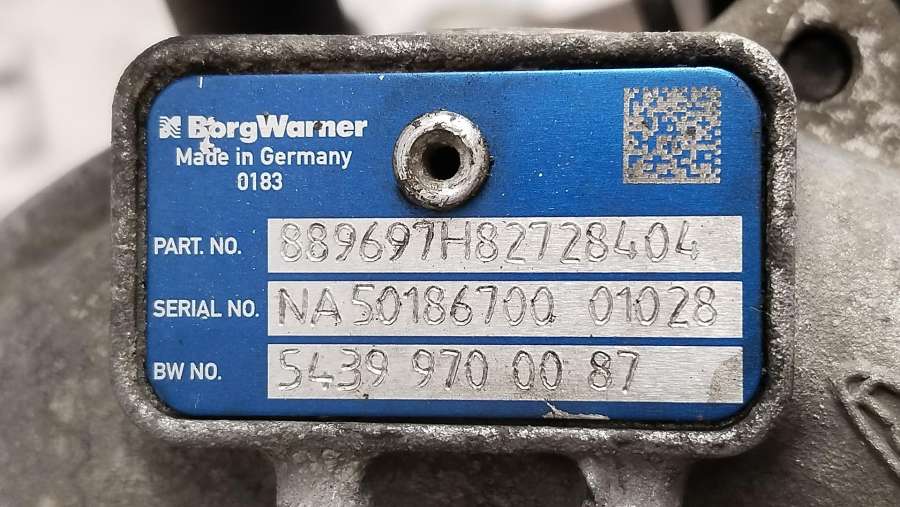 BorgWarner
Made in Germany
0183
PART. NO. 889697H82728404
SERIAL NO. NA50186700 01028
BW NO. 5439 970 00 87